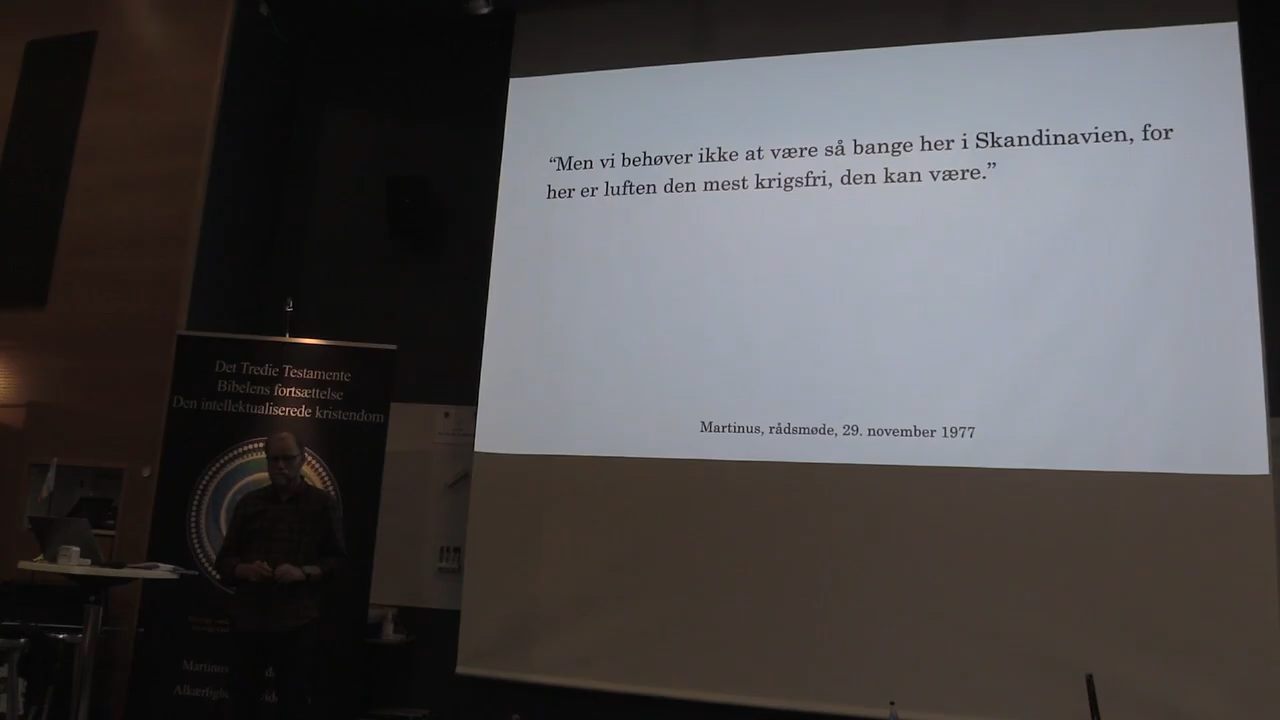 “Men vi behøver ikke at være så bange her i Skandinavien, for
her er luften den mest krigsfri, den kan være.”
Martinus, rådsmøde, 29. november 1977
Det Tredie Testamente
Bibelens fortsættelse
Den intellektualiserede kristendom
Martinus